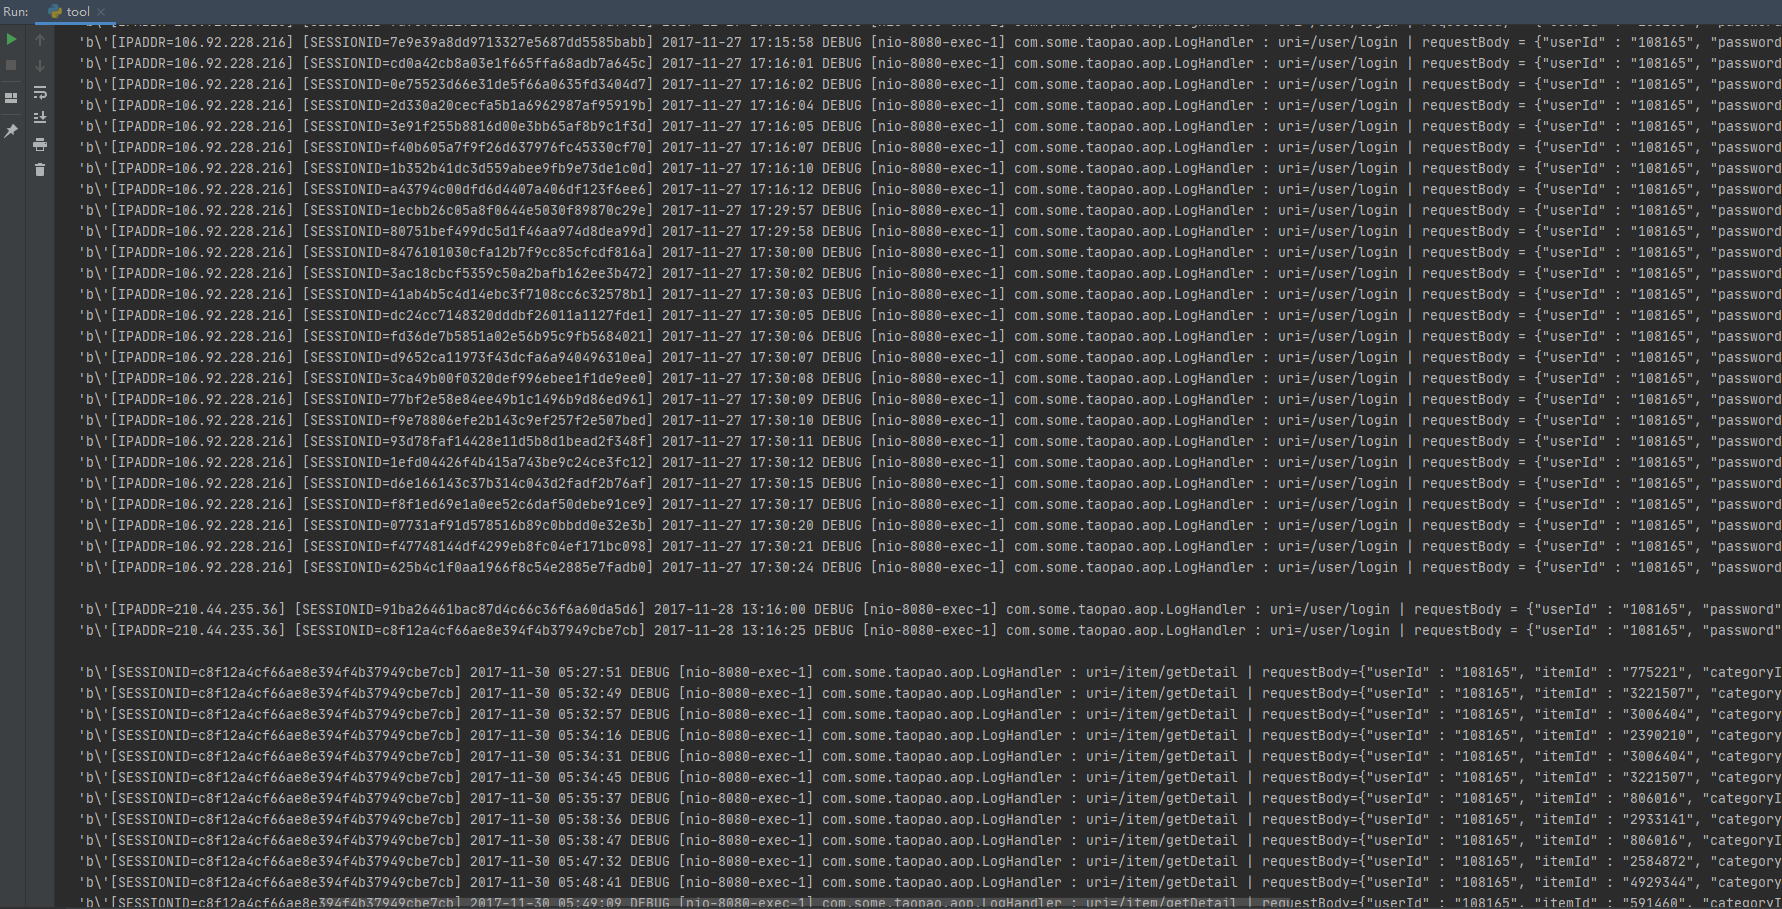 Run: tool
'b\'[IPADDR=106.92.228.216] [SESSIONID=7e9e39a8dd9713327e5687dd5585babb] 2017-11-27 17:15:58 DEBUG [nio-8080-exec-1] com.some.taopao.aop.LogHandler : uri=/user/login | requestBody = {"userId" : "108165", "password
'b\'[IPADDR=106.92.228.216] [SESSIONID=cd0a42cb8a03e1f665ffa68adb7a645c] 2017-11-27 17:16:01 DEBUG [nio-8080-exec-1] com.some.taopao.aop.LogHandler : uri=/user/login | requestBody = {"userId" : "108165", "password
'b\'[IPADDR=106.92.228.216] [SESSIONID=0e75523d66e31de5f66a0635fd3404d7] 2017-11-27 17:16:02 DEBUG [nio-8080-exec-1] com.some.taopao.aop.LogHandler : uri=/user/login | requestBody = {"userId" : "108165", "password
'b\'[IPADDR=106.92.228.216] [SESSIONID=2d330a20cecfa5b1a6962987af95919b] 2017-11-27 17:16:04 DEBUG [nio-8080-exec-1] com.some.taopao.aop.LogHandler : uri=/user/login | requestBody = {"userId" : "108165", "password
'b\'[IPADDR=106.92.228.216] [SESSIONID=3e91f255b8816d00e3bb65af8b9c1f3d] 2017-11-27 17:16:05 DEBUG [nio-8080-exec-1] com.some.taopao.aop.LogHandler : uri=/user/login | requestBody = {"userId" : "108165", "password
'b\'[IPADDR=106.92.228.216] [SESSIONID=f40b605a7f9f26d637976fc45330cf70] 2017-11-27 17:16:07 DEBUG [nio-8080-exec-1] com.some.taopao.aop.LogHandler : uri=/user/login | requestBody = {"userId" : "108165", "password
'b\'[IPADDR=106.92.228.216] [SESSIONID=1b352b41dc3d559abee9fb9e73de1c0d] 2017-11-27 17:16:10 DEBUG [nio-8080-exec-1] com.some.taopao.aop.LogHandler : uri=/user/login | requestBody = {"userId" : "108165", "password
'b\'[IPADDR=106.92.228.216] [SESSIONID=a43794c00dfd6d4407a406df123f6ee6] 2017-11-27 17:16:12 DEBUG [nio-8080-exec-1] com.some.taopao.aop.LogHandler : uri=/user/login | requestBody = {"userId" : "108165", "password
'b\'[IPADDR=106.92.228.216] [SESSIONID=1ecbb26c05a8f0644e5030f89870c29e] 2017-11-27 17:29:57 DEBUG [nio-8080-exec-1] com.some.taopao.aop.LogHandler : uri=/user/login | requestBody = {"userId" : "108165", "password
'b\'[IPADDR=106.92.228.216] [SESSIONID=80751bef499dc5d1f46aa974d8dea99d] 2017-11-27 17:29:58 DEBUG [nio-8080-exec-1] com.some.taopao.aop.LogHandler : uri=/user/login | requestBody = {"userId" : "108165", "password
'b\'[IPADDR=106.92.228.216] [SESSIONID=8476101030cfa12b7f9cc85cfcdf816a] 2017-11-27 17:30:00 DEBUG [nio-8080-exec-1] com.some.taopao.aop.LogHandler : uri=/user/login | requestBody = {"userId" : "108165", "password
'b\'[IPADDR=106.92.228.216] [SESSIONID=3ac18cbcf5359c50a2bafb162ee3b472] 2017-11-27 17:30:02 DEBUG [nio-8080-exec-1] com.some.taopao.aop.LogHandler : uri=/user/login | requestBody = {"userId" : "108165", "password
'b\'[IPADDR=106.92.228.216] [SESSIONID=41ab4b5c4d14ebc3f7108cc6c32578b1] 2017-11-27 17:30:03 DEBUG [nio-8080-exec-1] com.some.taopao.aop.LogHandler : uri=/user/login | requestBody = {"userId" : "108165", "password
'b\'[IPADDR=106.92.228.216] [SESSIONID=dc24cc7148320dddbf26011a1127fde1] 2017-11-27 17:30:05 DEBUG [nio-8080-exec-1] com.some.taopao.aop.LogHandler : uri=/user/login | requestBody = {"userId" : "108165", "password
'b\'[IPADDR=106.92.228.216] [SESSIONID=fd36de7b5851a02e56b95c9fb5684021] 2017-11-27 17:30:06 DEBUG [nio-8080-exec-1] com.some.taopao.aop.LogHandler : uri=/user/login | requestBody = {"userId" : "108165", "password
'b\'[IPADDR=106.92.228.216] [SESSIONID=d9652ca11973f43dcfa6a940496310ea] 2017-11-27 17:30:07 DEBUG [nio-8080-exec-1] com.some.taopao.aop.LogHandler : uri=/user/login | requestBody = {"userId" : "108165", "password
'b\'[IPADDR=106.92.228.216] [SESSIONID=3ca49b00f0320def996ebee1f1de9ee0] 2017-11-27 17:30:08 DEBUG [nio-8080-exec-1] com.some.taopao.aop.LogHandler : uri=/user/login | requestBody = {"userId" : "108165", "password
'b\'[IPADDR=106.92.228.216] [SESSIONID=77bf2e58e84ee49b1c1496b9d86ed961] 2017-11-27 17:30:09 DEBUG [nio-8080-exec-1] com.some.taopao.aop.LogHandler : uri=/user/login | requestBody = {"userId" : "108165", "password
'b\'[IPADDR=106.92.228.216] [SESSIONID=f9e78806efe2b143c9ef257f2e507bed] 2017-11-27 17:30:10 DEBUG [nio-8080-exec-1] com.some.taopao.aop.LogHandler : uri=/user/login | requestBody = {"userId" : "108165", "password
'b\'[IPADDR=106.92.228.216] [SESSIONID=93d78faf14428e11d5b8d1bead2f348f] 2017-11-27 17:30:11 DEBUG [nio-8080-exec-1] com.some.taopao.aop.LogHandler : uri=/user/login | requestBody = {"userId" : "108165", "password
'b\'[IPADDR=106.92.228.216] [SESSIONID=1efd04426f4b415a743be9c24ce3fc12] 2017-11-27 17:30:12 DEBUG [nio-8080-exec-1] com.some.taopao.aop.LogHandler : uri=/user/login | requestBody = {"userId" : "108165", "password
'b\'[IPADDR=106.92.228.216] [SESSIONID=d6e166143c37b314c043d2fadf2b76af] 2017-11-27 17:30:15 DEBUG [nio-8080-exec-1] com.some.taopao.aop.LogHandler : uri=/user/login | requestBody = {"userId" : "108165", "password
'b\'[IPADDR=106.92.228.216] [SESSIONID=f8f1ed69e1a0ee52c6daf50debe91ce9] 2017-11-27 17:30:17 DEBUG [nio-8080-exec-1] com.some.taopao.aop.LogHandler : uri=/user/login | requestBody = {"userId" : "108165", "password
'b\'[IPADDR=106.92.228.216] [SESSIONID=07731af91d578516b89c0bbdd0e32e3b] 2017-11-27 17:30:20 DEBUG [nio-8080-exec-1] com.some.taopao.aop.LogHandler : uri=/user/login | requestBody = {"userId" : "108165", "password
'b\'[IPADDR=106.92.228.216] [SESSIONID=f47748144df4299eb8fc04ef171bc098] 2017-11-27 17:30:21 DEBUG [nio-8080-exec-1] com.some.taopao.aop.LogHandler : uri=/user/login | requestBody = {"userId" : "108165", "password
'b\'[IPADDR=106.92.228.216] [SESSIONID=625b4c1f0aa1966f8c54e2885e7fadb0] 2017-11-27 17:30:24 DEBUG [nio-8080-exec-1] com.some.taopao.aop.LogHandler : uri=/user/login | requestBody = {"userId" : "108165", "password
'b\'[IPADDR=210.44.235.36] [SESSIONID=91ba26461bac87d4c66c36f6a60da5d6] 2017-11-28 13:16:00 DEBUG [nio-8080-exec-1] com.some.taopao.aop.LogHandler : uri=/user/login | requestBody = {"userId" : "108165", "password"
'b\'[IPADDR=210.44.235.36] [SESSIONID=c8f12a4cf66ae8e394f4b37949cbe7cb] 2017-11-28 13:16:25 DEBUG [nio-8080-exec-1] com.some.taopao.aop.LogHandler : uri=/user/login | requestBody = {"userId" : "108165", "password"
'b\'[SESSIONID=c8f12a4cf66ae8e394f4b37949cbe7cb] 2017-11-30 05:27:51 DEBUG [nio-8080-exec-1] com.some.taopao.aop.LogHandler : uri=/item/getDetail | requestBody={"userId" : "108165", "itemId" : "775221", "categoryI
'b\'[SESSIONID=c8f12a4cf66ae8e394f4b37949cbe7cb] 2017-11-30 05:32:49 DEBUG [nio-8080-exec-1] com.some.taopao.aop.LogHandler : uri=/item/getDetail | requestBody={"userId" : "108165", "itemId" : "3221507", "category
'b\'[SESSIONID=c8f12a4cf66ae8e394f4b37949cbe7cb] 2017-11-30 05:32:57 DEBUG [nio-8080-exec-1] com.some.taopao.aop.LogHandler : uri=/item/getDetail | requestBody={"userId" : "108165", "itemId" : "3006404", "category
'b\'[SESSIONID=c8f12a4cf66ae8e394f4b37949cbe7cb] 2017-11-30 05:34:16 DEBUG [nio-8080-exec-1] com.some.taopao.aop.LogHandler : uri=/item/getDetail | requestBody={"userId" : "108165", "itemId" : "2390210", "category
'b\'[SESSIONID=c8f12a4cf66ae8e394f4b37949cbe7cb] 2017-11-30 05:34:31 DEBUG [nio-8080-exec-1] com.some.taopao.aop.LogHandler : uri=/item/getDetail | requestBody={"userId" : "108165", "itemId" : "3006404", "category
'b\'[SESSIONID=c8f12a4cf66ae8e394f4b37949cbe7cb] 2017-11-30 05:34:45 DEBUG [nio-8080-exec-1] com.some.taopao.aop.LogHandler : uri=/item/getDetail | requestBody={"userId" : "108165", "itemId" : "3221507", "category
'b\'[SESSIONID=c8f12a4cf66ae8e394f4b37949cbe7cb] 2017-11-30 05:35:37 DEBUG [nio-8080-exec-1] com.some.taopao.aop.LogHandler : uri=/item/getDetail | requestBody={"userId" : "108165", "itemId" : "806016", "categoryI
'b\'[SESSIONID=c8f12a4cf66ae8e394f4b37949cbe7cb] 2017-11-30 05:38:36 DEBUG [nio-8080-exec-1] com.some.taopao.aop.LogHandler : uri=/item/getDetail | requestBody={"userId" : "108165", "itemId" : "2933141", "category
'b\'[SESSIONID=c8f12a4cf66ae8e394f4b37949cbe7cb] 2017-11-30 05:38:47 DEBUG [nio-8080-exec-1] com.some.taopao.aop.LogHandler : uri=/item/getDetail | requestBody={"userId" : "108165", "itemId" : "806016", "categoryI
'b\'[SESSIONID=c8f12a4cf66ae8e394f4b37949cbe7cb] 2017-11-30 05:47:32 DEBUG [nio-8080-exec-1] com.some.taopao.aop.LogHandler : uri=/item/getDetail | requestBody={"userId" : "108165", "itemId" : "2584872", "category
'b\'[SESSIONID=c8f12a4cf66ae8e394f4b37949cbe7cb] 2017-11-30 05:48:41 DEBUG [nio-8080-exec-1] com.some.taopao.aop.LogHandler : uri=/item/getDetail | requestBody={"userId" : "108165", "itemId" : "4929344", "category
'b\'[SESSIONID=c8f12a4cf66ae8e394f4b37949cbe7cb] 2017-11-30 05:49:09 DEBUG [nio-8080-exec-1] com.some.taopao.aop.LogHandler : uri=/item/getDetail | requestBody={"userId" : "108165", "itemId" : "591460", "categoryI